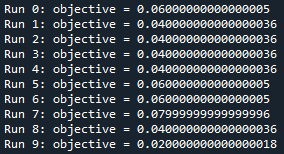 Run 0: objective = 0.06000000000000005
Run 1: objective = 0.040000000000000036
Run 2: objective = 0.040000000000000036
Run 3: objective = 0.040000000000000036
Run 4: objective = 0.040000000000000036
Run 5: objective = 0.06000000000000005
Run 6: objective = 0.06000000000000005
Run 7: objective = 0.07999999999999996
Run 8: objective = 0.040000000000000036
Run 9: objective = 0.020000000000000018